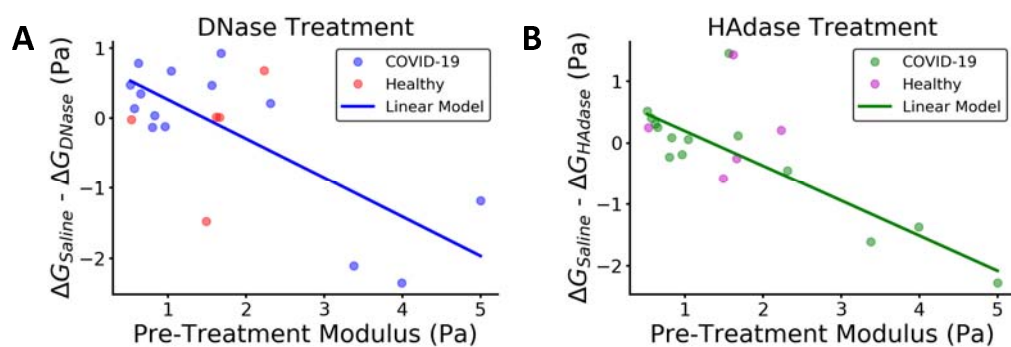 A
DNase Treatment
COVID-19
Healthy
Linear Model
1
0
−1
−2
ΔG_Saline - ΔG_DNase (Pa)
1 2 3 4 5
Pre-Treatment Modulus (Pa)
B
HAdase Treatment
COVID-19
Healthy
Linear Model
1
0
−1
−2
ΔG_Saline - ΔG_HAdase (Pa)
1 2 3 4 5
Pre-Treatment Modulus (Pa)